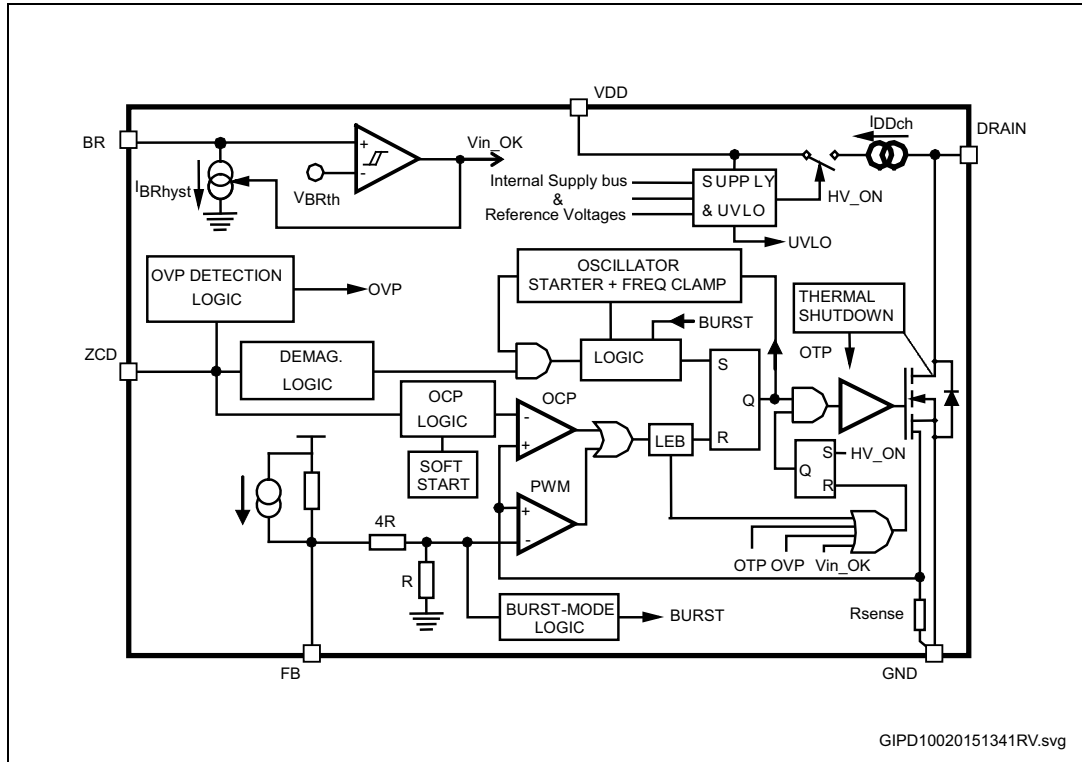 VDD
IDDch
DRAIN
BR
Vin_OK
+
-
IBRhyst
VBRth
Internal Supply bus
&
Reference Voltages
SUPPLY
& UVLO
HV_ON
UVLO
OVP DETECTION
LOGIC
OVP
OSCILLATOR
STARTER + FREQ CLAMP
THERMAL
SHUTDOWN
BURST
OTP
ZCD
DEMAG.
LOGIC
LOGIC
S
Q
R
OCP
LOGIC
OCP
-
+
LEB
SOFT
START
S
HV_ON
Q
R
PWM
+
-
4R
R
OTP OVP Vin_OK
BURST-MODE
LOGIC
BURST
Rsense
FB
GND
GIPD10020151341RV.svg